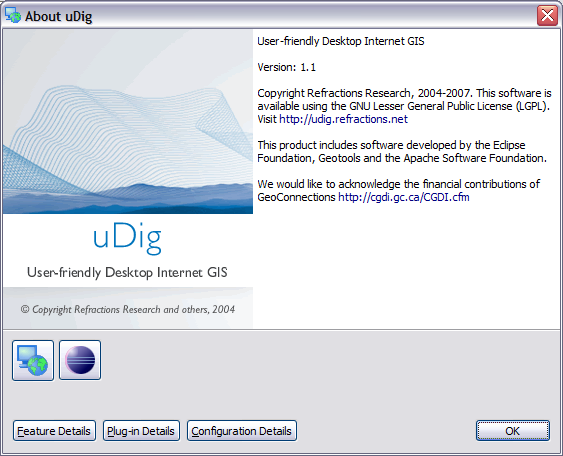 About uDig
User-friendly Desktop Internet GIS
Version: 1.1
Copyright Refractions Research, 2004-2007. This software is
available using the GNU Lesser General Public License (LGPL).
Visit http://udig.refractions.net
This product includes software developed by the Eclipse
Foundation, Geotools and the Apache Software Foundation.
We would like to acknowledge the financial contributions of
GeoConnections http://cgdi.gc.ca/CGDI.cfm
uDig
User-friendly Desktop Internet GIS
© Copyright Refractions Research and others, 2004
Feature Details
Plug-in Details
Configuration Details
OK